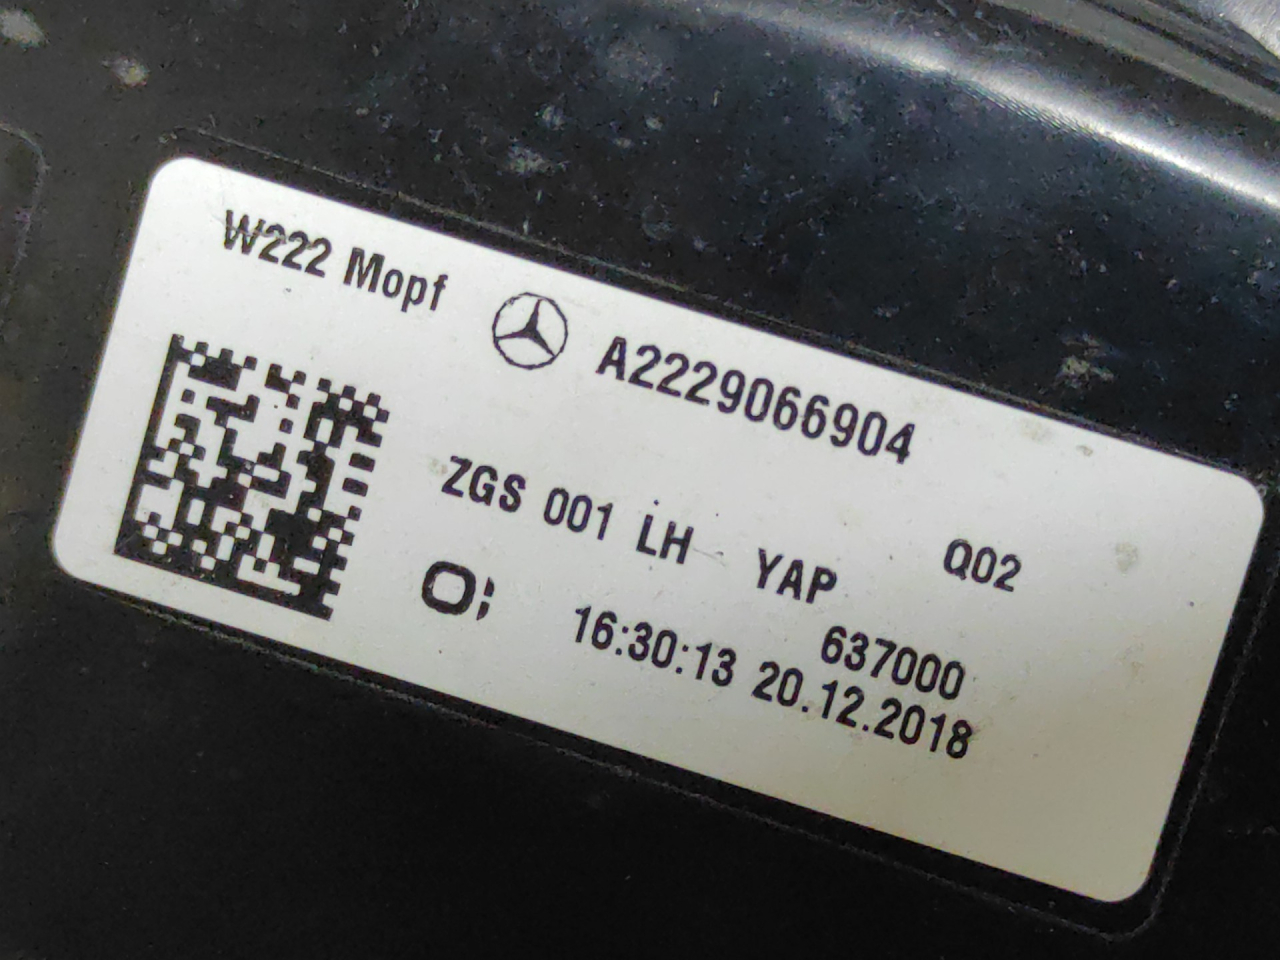 W222 Mopf A2229066904
ZGS 001 LH YAP Q02
637000
16:30:13 20.12.2018